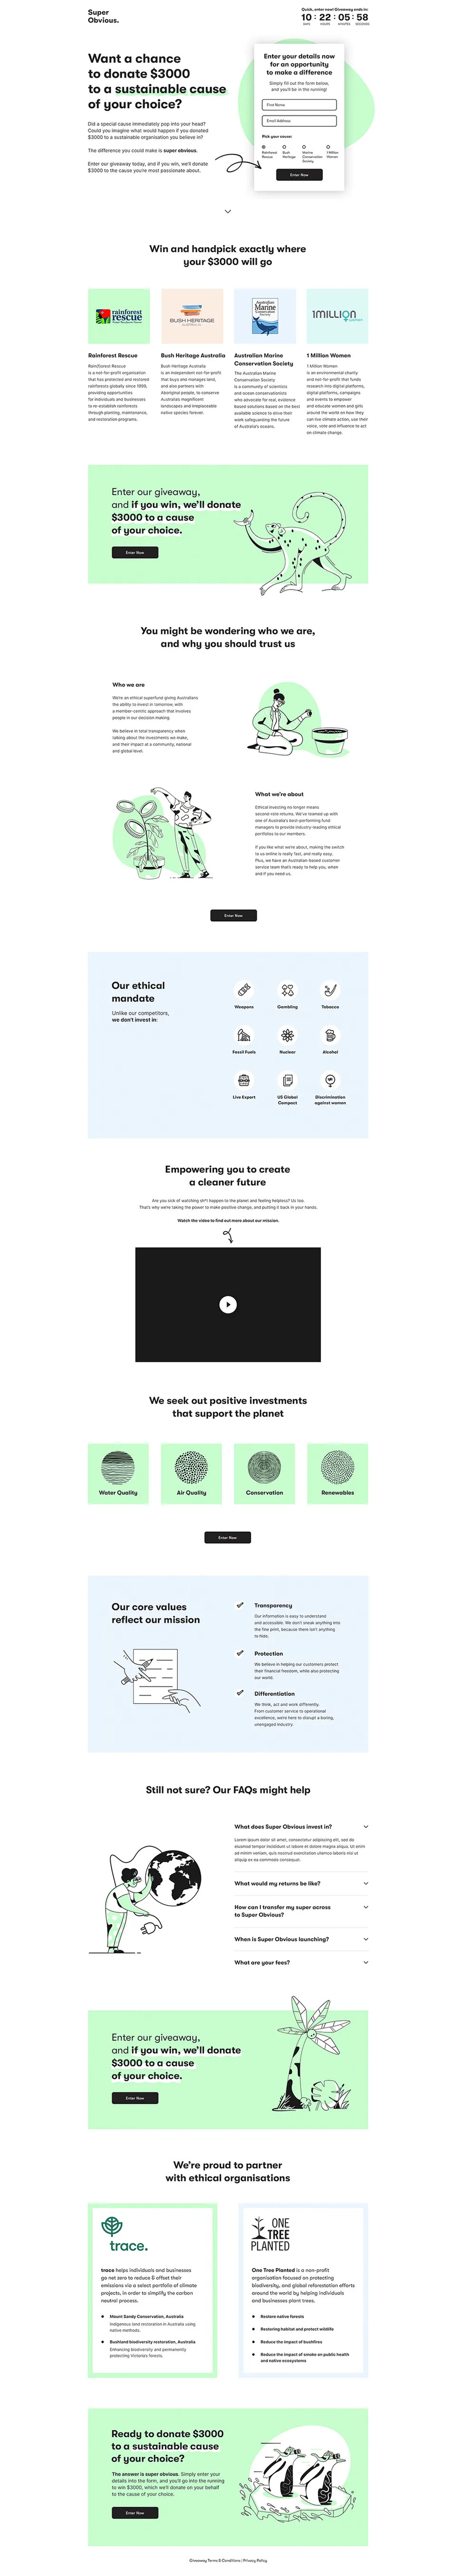 Super
Obvious.
Quick, enter now! Giveaway ends in:
10 : 22 : 05 : 58
DAYS HOURS MINUTES SECONDS
Want a chance
to donate $3000
to a sustainable cause
of your choice?
Did a special cause immediately pop into your head?
Could you imagine what would happen if you donated
$3000 to a sustainable organisation you believe in?
The difference you could make is super obvious.
Enter our giveaway today, and if you win, we'll donate
$3000 to the cause you're most passionate about.
Enter your details now
for an opportunity
to make a difference
Simply fill out the form below,
and you'll be in the running!
First Name
Email Address
Pick your cause:
Rainforest
Rescue
Bush
Heritage
Marine
Conservation
Society
1 Million
Women
Enter Now
Win and handpick exactly where
your $3000 will go
rainforest
rescue
BUSH HERITAGE
AUSTRALIA
Australian
Marine
Conservation
Society
1MILLION
women
Rainforest Rescue
Rainforest Rescue
is a not-for-profit organisation
that has protected and restored
rainforests globally since 1998,
providing opportunities
for individuals and businesses
to re-establish rainforests
through planting, maintenance,
and restoration programs.
Bush Heritage Australia
Bush Heritage Australia
is an independent not-for-profit
that buys and manages land,
and also partners with
Aboriginal people, to conserve
Australia's magnificent
landscapes and irreplaceable
native species forever.
Australian Marine
Conservation Society
The Australian Marine
Conservation Society
is a community of scientists
and ocean conservationists
who advocate for real, evidence
based solutions based on the best
available science to drive their
work safeguarding the future
of Australia's oceans.
1 Million Women
1 Million Women
is an environmental charity
and not-for-profit that funds
research into digital platforms,
digital platforms, campaigns
and events to empower
and educate women and girls
around the world on how they
can live climate action, use their
voice, vote and influence to act
on climate change.
Enter our giveaway,
and if you win, we'll donate
$3000 to a cause
of your choice.
Enter Now
You might be wondering who we are,
and why you should trust us
Who we are
We're an ethical superfund giving Australians
the ability to invest in tomorrow, with
a member-centric approach that involves
people in our decision making.
We believe in total transparency when
talking about the investments we make,
and their impact at a community, national
and global level.
What we're about
Ethical investing no longer means
second-rate returns. We've teamed up with
one of Australia's best-performing fund
managers to provide industry-leading ethical
portfolios to our members.
If you like what we're about, making the switch
to us online is really fast, and really easy.
Plus, we have an Australian-based customer
service team that's ready to help you, when
and if you need us.
Enter Now
Our ethical
mandate
Unlike our competitors,
we don't invest in:
Weapons
Gambling
Tobacco
Fossil Fuels
Nuclear
Alcohol
Live Export
US Global
Compact
Discrimination
against women
Empowering you to create
a cleaner future
Are you sick of watching sh*t happen to the planet and feeling helpless? Us too.
That's why we're taking the power to make positive change, and putting it back in your hands.
Watch the video to find out more about our mission.
We seek out positive investments
that support the planet
Water Quality
Air Quality
Conservation
Renewables
Enter Now
Our core values
reflect our mission
Transparency
Our information is easy to understand
and accessible. We don't sneak anything into
the fine print, because there isn't anything
to hide.
Protection
We believe in helping our customers protect
their financial freedom, while also protecting
our world.
Differentiation
We think, act and work differently.
From customer service to operational
excellence, we're here to disrupt a boring,
unengaged industry.
Still not sure? Our FAQs might help
What does Super Obvious invest in?
Lorem ipsum dolor sit amet, consectetur adipiscing elit, sed do
eiusmod tempor incididunt ut labore et dolore magna aliqua. Ut enim
ad minim veniam, quis nostrud exercitation ullamco laboris nisi ut
aliquip ex ea commodo consequat.
What would my returns be like?
How can I transfer my super across
to Super Obvious?
When is Super Obvious launching?
What are your fees?
Enter our giveaway,
and if you win, we'll donate
$3000 to a cause
of your choice.
Enter Now
We're proud to partner
with ethical organisations
trace.
trace helps individuals and businesses
go net zero to reduce & offset their
emissions via a select portfolio of climate
projects, in order to simplify the carbon
neutral process.
Mount Sandy Conservation, Australia
Indigenous land restoration in Australia using
native methods.
Bushland biodiversity restoration, Australia
Enhancing biodiversity and permanently
protecting Victoria's forests.
ONE
TREE
PLANTED
One Tree Planted is a non-profit
organisation focused on protecting
biodiversity, and global reforestation efforts
around the world by helping individuals
and businesses plant trees.
Restore native forests
Restoring habitat and protect wildlife
Reduce the impact of bushfires
Reduce the impact of smoke on public health
and native ecosystems
Ready to donate $3000
to a sustainable cause
of your choice?
The answer is super obvious. Simply enter your
details into the form, and you'll go into the running
to win $3000, which we'll donate on your behalf
to the cause of your choice.
Enter Now
Giveaway Terms & Conditions | Privacy Policy